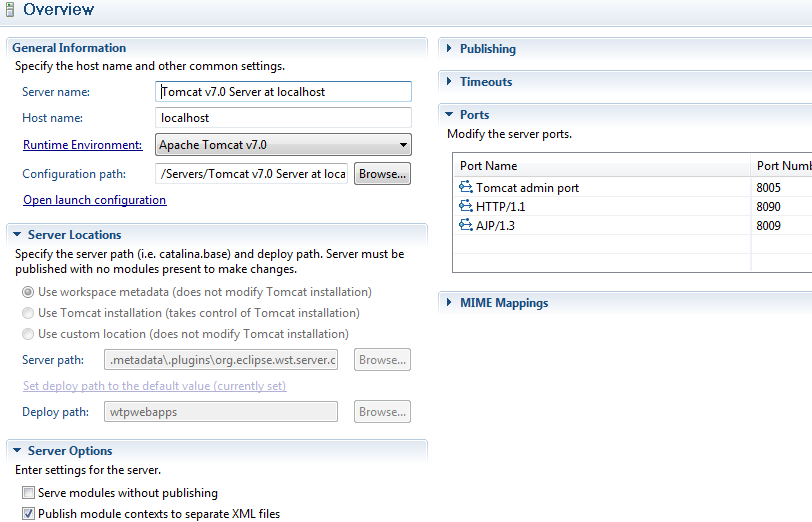 Overview
General Information
Specify the host name and other common settings.
Server name: Tomcat v7.0 Server at localhost
Host name: localhost
Runtime Environment: Apache Tomcat v7.0
Configuration path: /Servers/Tomcat v7.0 Server at loca Browse...
Open launch configuration
Server Locations
Specify the server path (i.e. catalina.base) and deploy path. Server must be
published with no modules present to make changes.
Use workspace metadata (does not modify Tomcat installation)
Use Tomcat installation (takes control of Tomcat installation)
Use custom location (does not modify Tomcat installation)
Server path: .metadata\.plugins\org.eclipse.wst.server.c Browse...
Set deploy path to the default value (currently set)
Deploy path: wtpwebapps Browse...
Server Options
Enter settings for the server.
Serve modules without publishing
Publish module contexts to separate XML files
Publishing
Timeouts
Ports
Modify the server ports.
Port Name Port Numb
Tomcat admin port 8005
HTTP/1.1 8090
AJP/1.3 8009
MIME Mappings